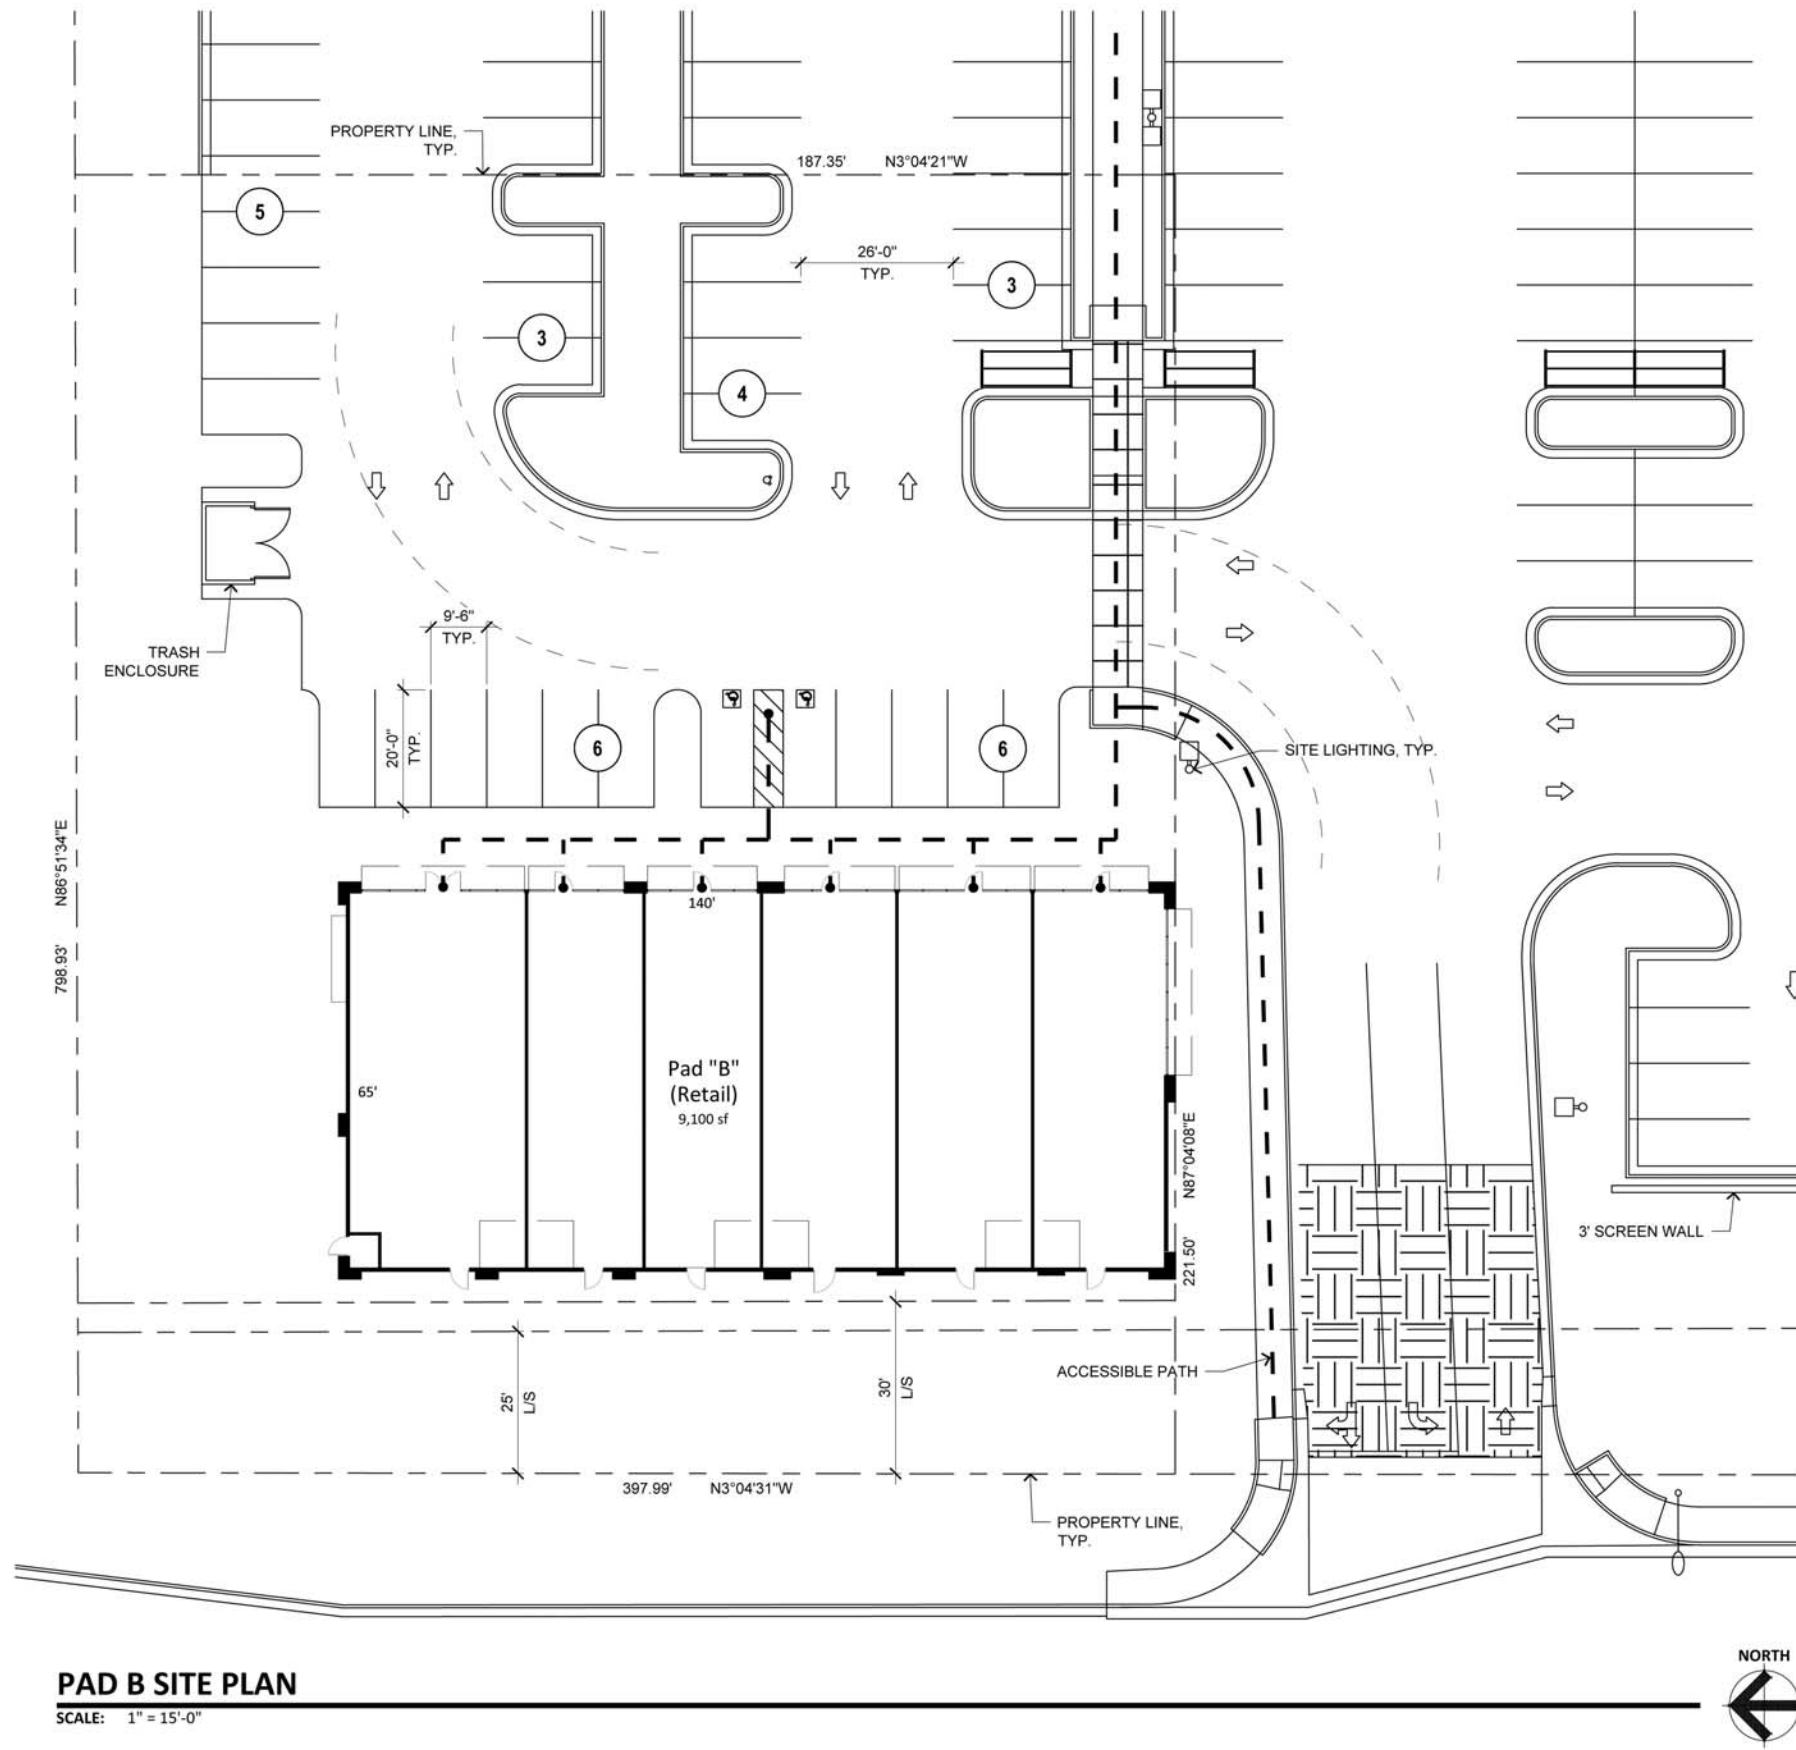 PROPERTY LINE,
TYP.
187.35' N3°04'21"W
5
26'-0"
TYP.
3
3
4
9'-6"
TYP.
TRASH
ENCLOSURE
20'-0"
TYP.
6
6
SITE LIGHTING, TYP.
798.93' N86°51'34"E
140'
65'
Pad "B"
(Retail)
9,100 sf
221.50' N87°04'08"E
3' SCREEN WALL
ACCESSIBLE PATH
25'
L/S
30'
L/S
397.99' N3°04'31"W
PROPERTY LINE,
TYP.
PAD B SITE PLAN
SCALE: 1" = 15'-0"
NORTH